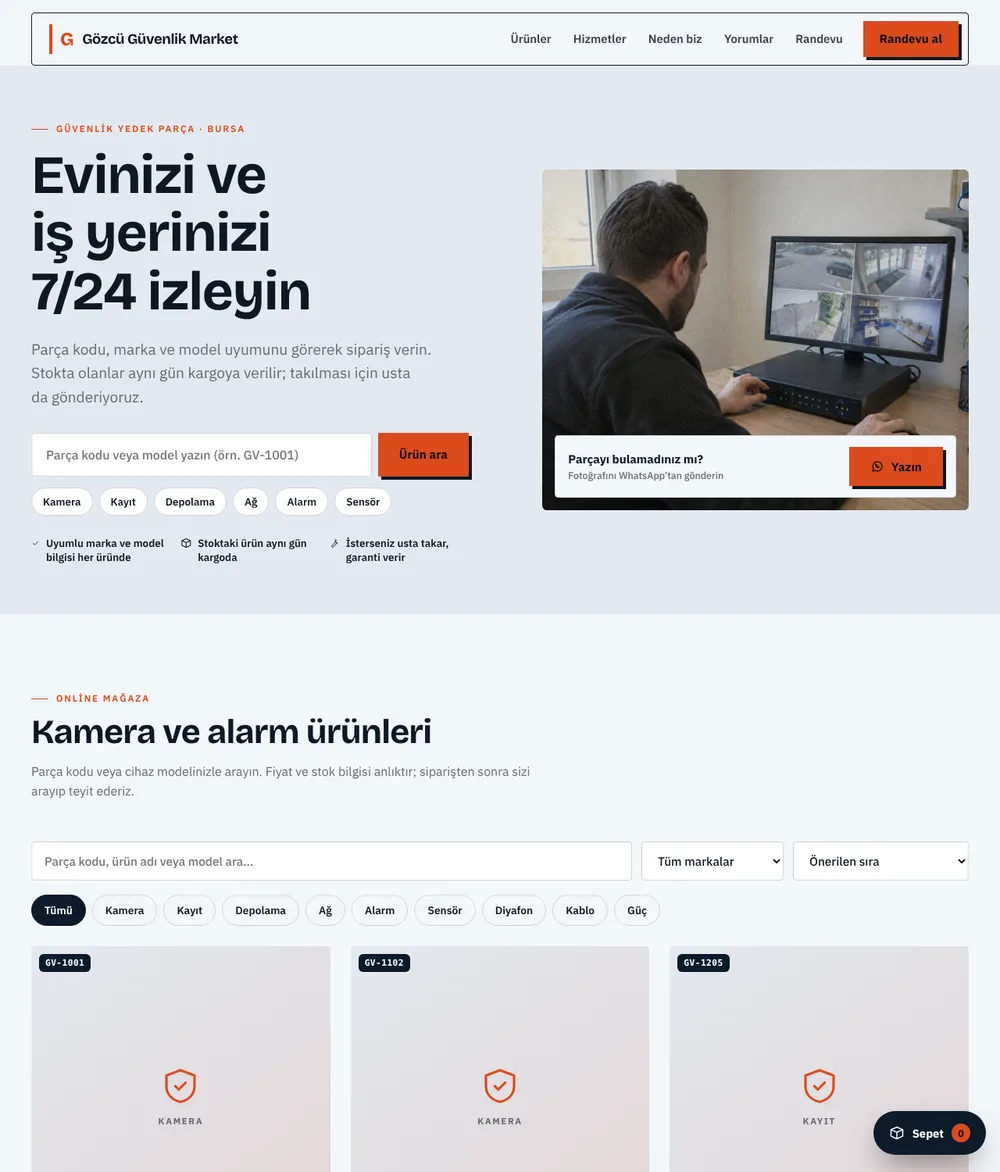 G Gözcü Güvenlik Market
Ürünler Hizmetler Neden biz Yorumlar Randevu Randevu al
GÜVENLİK YEDEK PARÇA · BURSA
Evinizi ve
iş yerinizi
7/24 izleyin
Parça kodu, marka ve model uyumunu görerek sipariş verin.
Stokta olanlar aynı gün kargoya verilir; takılması için usta
da gönderiyoruz.
Parça kodu veya model yazın (örn. GV-1001) Ürün ara
Kamera Kayıt Depolama Ağ Alarm Sensör
Uyumlu marka ve model
bilgisi her üründe
Stoktaki ürün aynı gün
kargoda
İsterseniz usta takar,
garanti verir
Parçayı bulamadınız mı?
Fotoğrafını WhatsApp'tan gönderin
Yazın
ONLİNE MAĞAZA
Kamera ve alarm ürünleri
Parça kodu veya cihaz modelinizle arayın. Fiyat ve stok bilgisi anlıktır; siparişten sonra sizi
arayıp teyit ederiz.
Parça kodu, ürün adı veya model ara... Tüm markalar Önerilen sıra
Tümü Kamera Kayıt Depolama Ağ Alarm Sensör Diyafon Kablo Güç
GV-1001 GV-1102 GV-1205
KAMERA KAMERA KAYIT
Sepet 0